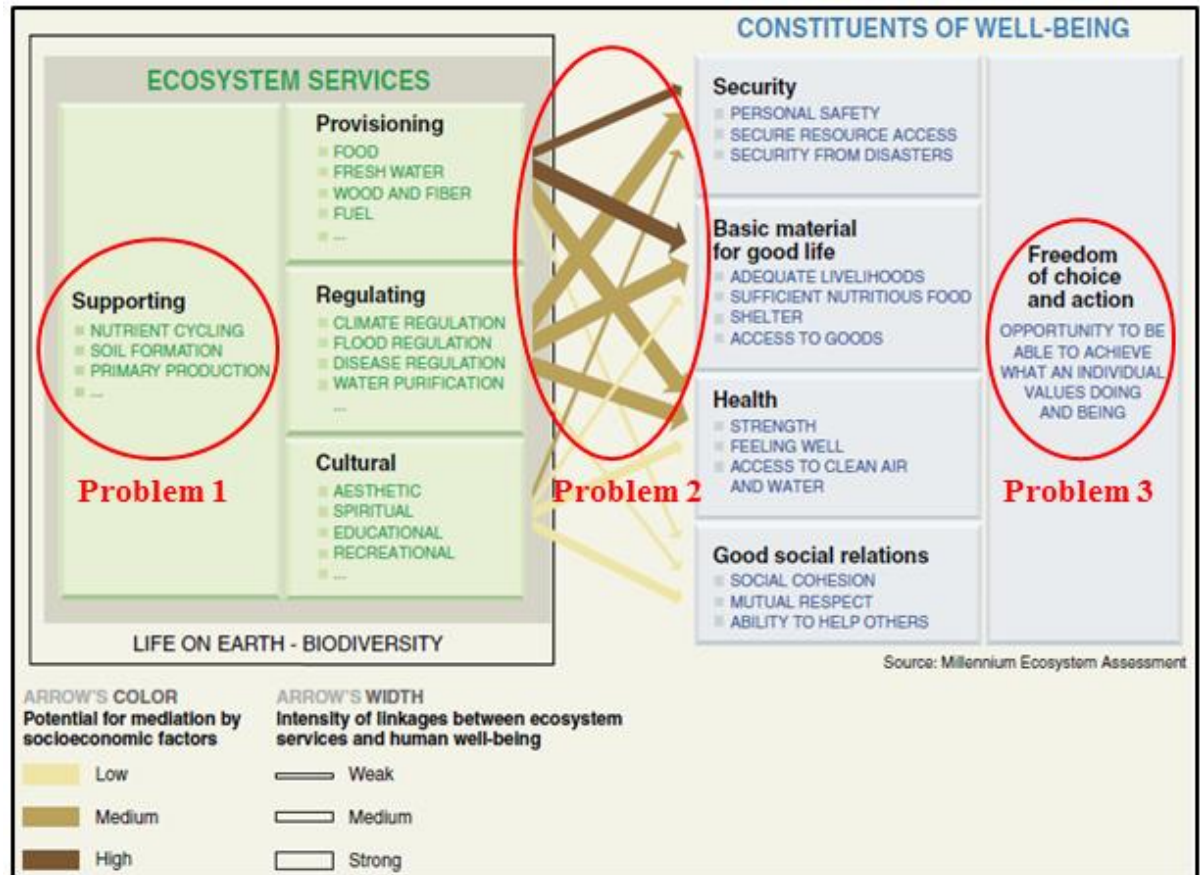 CONSTITUENTS OF WELL-BEING
ECOSYSTEM SERVICES
Supporting
NUTRIENT CYCLING
SOIL FORMATION
PRIMARY PRODUCTION
...
Problem 1
Provisioning
FOOD
FRESH WATER
WOOD AND FIBER
FUEL
...
Regulating
CLIMATE REGULATION
FLOOD REGULATION
DISEASE REGULATION
WATER PURIFICATION
...
Cultural
AESTHETIC
SPIRITUAL
EDUCATIONAL
RECREATIONAL
...
LIFE ON EARTH - BIODIVERSITY
Problem 2
Security
PERSONAL SAFETY
SECURE RESOURCE ACCESS
SECURITY FROM DISASTERS
Basic material
for good life
ADEQUATE LIVELIHOODS
SUFFICIENT NUTRITIOUS FOOD
SHELTER
ACCESS TO GOODS
Health
STRENGTH
FEELING WELL
ACCESS TO CLEAN AIR
AND WATER
Good social relations
SOCIAL COHESION
MUTUAL RESPECT
ABILITY TO HELP OTHERS
Freedom
of choice
and action
OPPORTUNITY TO BE
ABLE TO ACHIEVE
WHAT AN INDIVIDUAL
VALUES DOING
AND BEING
Problem 3
Source: Millennium Ecosystem Assessment
ARROW'S COLOR
Potential for mediation by
socioeconomic factors
Low
Medium
High
ARROW'S WIDTH
Intensity of linkages between ecosystem
services and human well-being
Weak
Medium
Strong